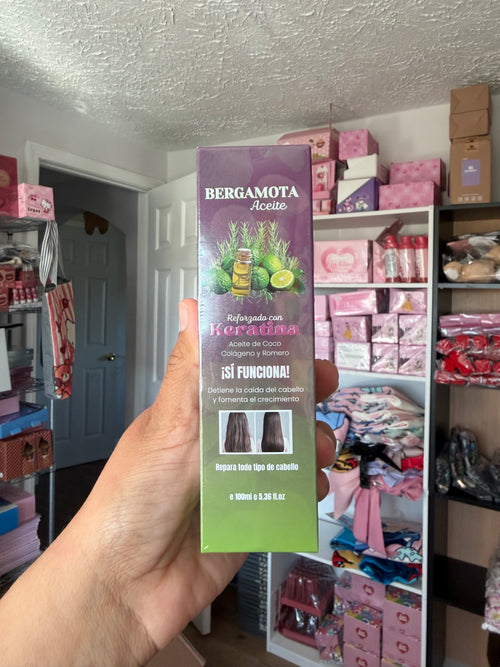 BERGAMOTA
Aceite
Reforzado con
Keratina
Aceite de Coco
Colágeno y Romero
¡SÍ FUNCIONA!
Detiene la caida del cabello
y fomenta el crecimiento
Repara todo tipo de cabello
e 100ml e 5.36 fl.oz